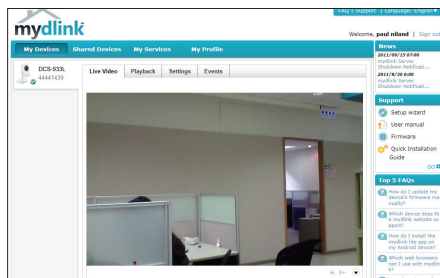 FAQ | Support | Language: English
mydlink
Welcome, paul niland | Sign out
My Devices
Shared Devices
My Services
My Profile
DCS-933L
44441439
Live Video
Playback
Settings
Events
News
2011/09/15 07:00
mydlink Server
Shutdown Notificati...
2011/8/30 6:00
mydlink Server
Shutdown Notificati...
Support
Setup wizard
User manual
Firmware
Quick Installation
Guide
Top 5 FAQs
How do I update my
device's firmware ma
nually?
Which device does th
e mydlink website su
pport?
How do I install the
mydlink lite app on
my Android device?
Which web browsers
can I use with mydlin
k?